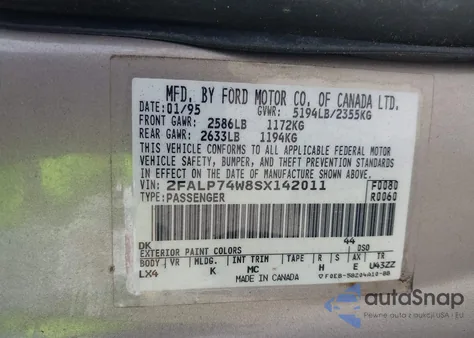 MFD. BY FORD MOTOR CO. OF CANADA LTD.
DATE: 01/95 GVWR: 5194LB/2355KG
FRONT GAWR: 2586LB 1172KG
REAR GAWR: 2633LB 1194KG
THIS VEHICLE CONFORMS TO ALL APPLICABLE FEDERAL MOTOR
VEHICLE SAFETY, BUMPER, AND THEFT PREVENTION STANDARDS
IN EFFECT ON THE DATE OF MANUFACTURE SHOWN ABOVE.
VIN: 2FALP74W8SX142011 F0080
TYPE: PASSENGER R0060
DK 44
EXTERIOR PAINT COLORS DSO
BODY VR MLDG. INT TRIM TAPE R S AX TR
LX4 K MC H E U43ZZ
MADE IN CANADA
autoSnap
Pewne auto z USA